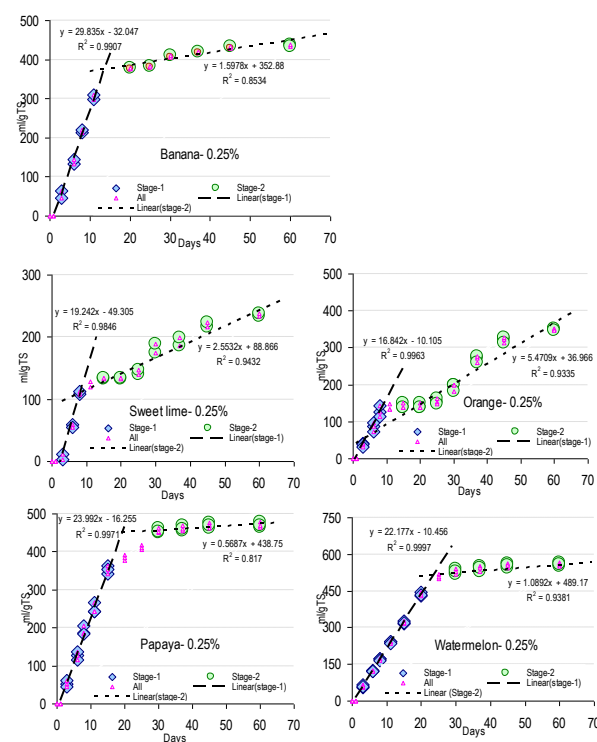 y = 29.835x - 32.047
R2 = 0.9907
500
400
300
200
100
0
ml/gTS
y = 1.5978x + 352.88
R2 = 0.8534
Banana- 0.25%
Stage-1
Stage-2
All
Linear(stage-1)
Linear(stage-2)
0 10 20 30 40 50 60 70
Days
300
200
100
0
ml/gTS
y = 19.242x - 49.305
R2 = 0.9846
y = 2.5532x + 88.866
R2 = 0.9432
Sweet lime- 0.25%
Stage-1
Stage-2
All
Linear(stage-1)
Linear(stage-2)
0 10 20 30 40 50 60 70
Days
500
400
300
200
100
0
ml/gTS
y = 16.842x - 10.105
R2 = 0.9963
y = 5.4709x + 36.966
R2 = 0.9335
Orange- 0.25%
Stage-1
Stage-2
All
Linear(stage-1)
Linear(stage-2)
0 10 20 30 40 50 60 70
Days
500
400
300
200
100
0
ml/gTS
y = 23.992x - 16.255
R2 = 0.9971
y = 0.5687x + 438.75
R2 = 0.817
Papaya- 0.25%
Stage-1
Stage-2
All
Linear(stage-1)
Linear(stage-2)
0 10 20 30 40 50 60 70
Days
750
600
450
300
150
0
ml/gTS
y = 22.177x - 10.456
R2 = 0.9997
y = 1.0892x + 489.17
R2 = 0.9381
Watermelon- 0.25%
Stage-1
Stage-2
All
Linear(stage-1)
Linear (Stage-2)
0 10 20 30 40 50 60 70
Days